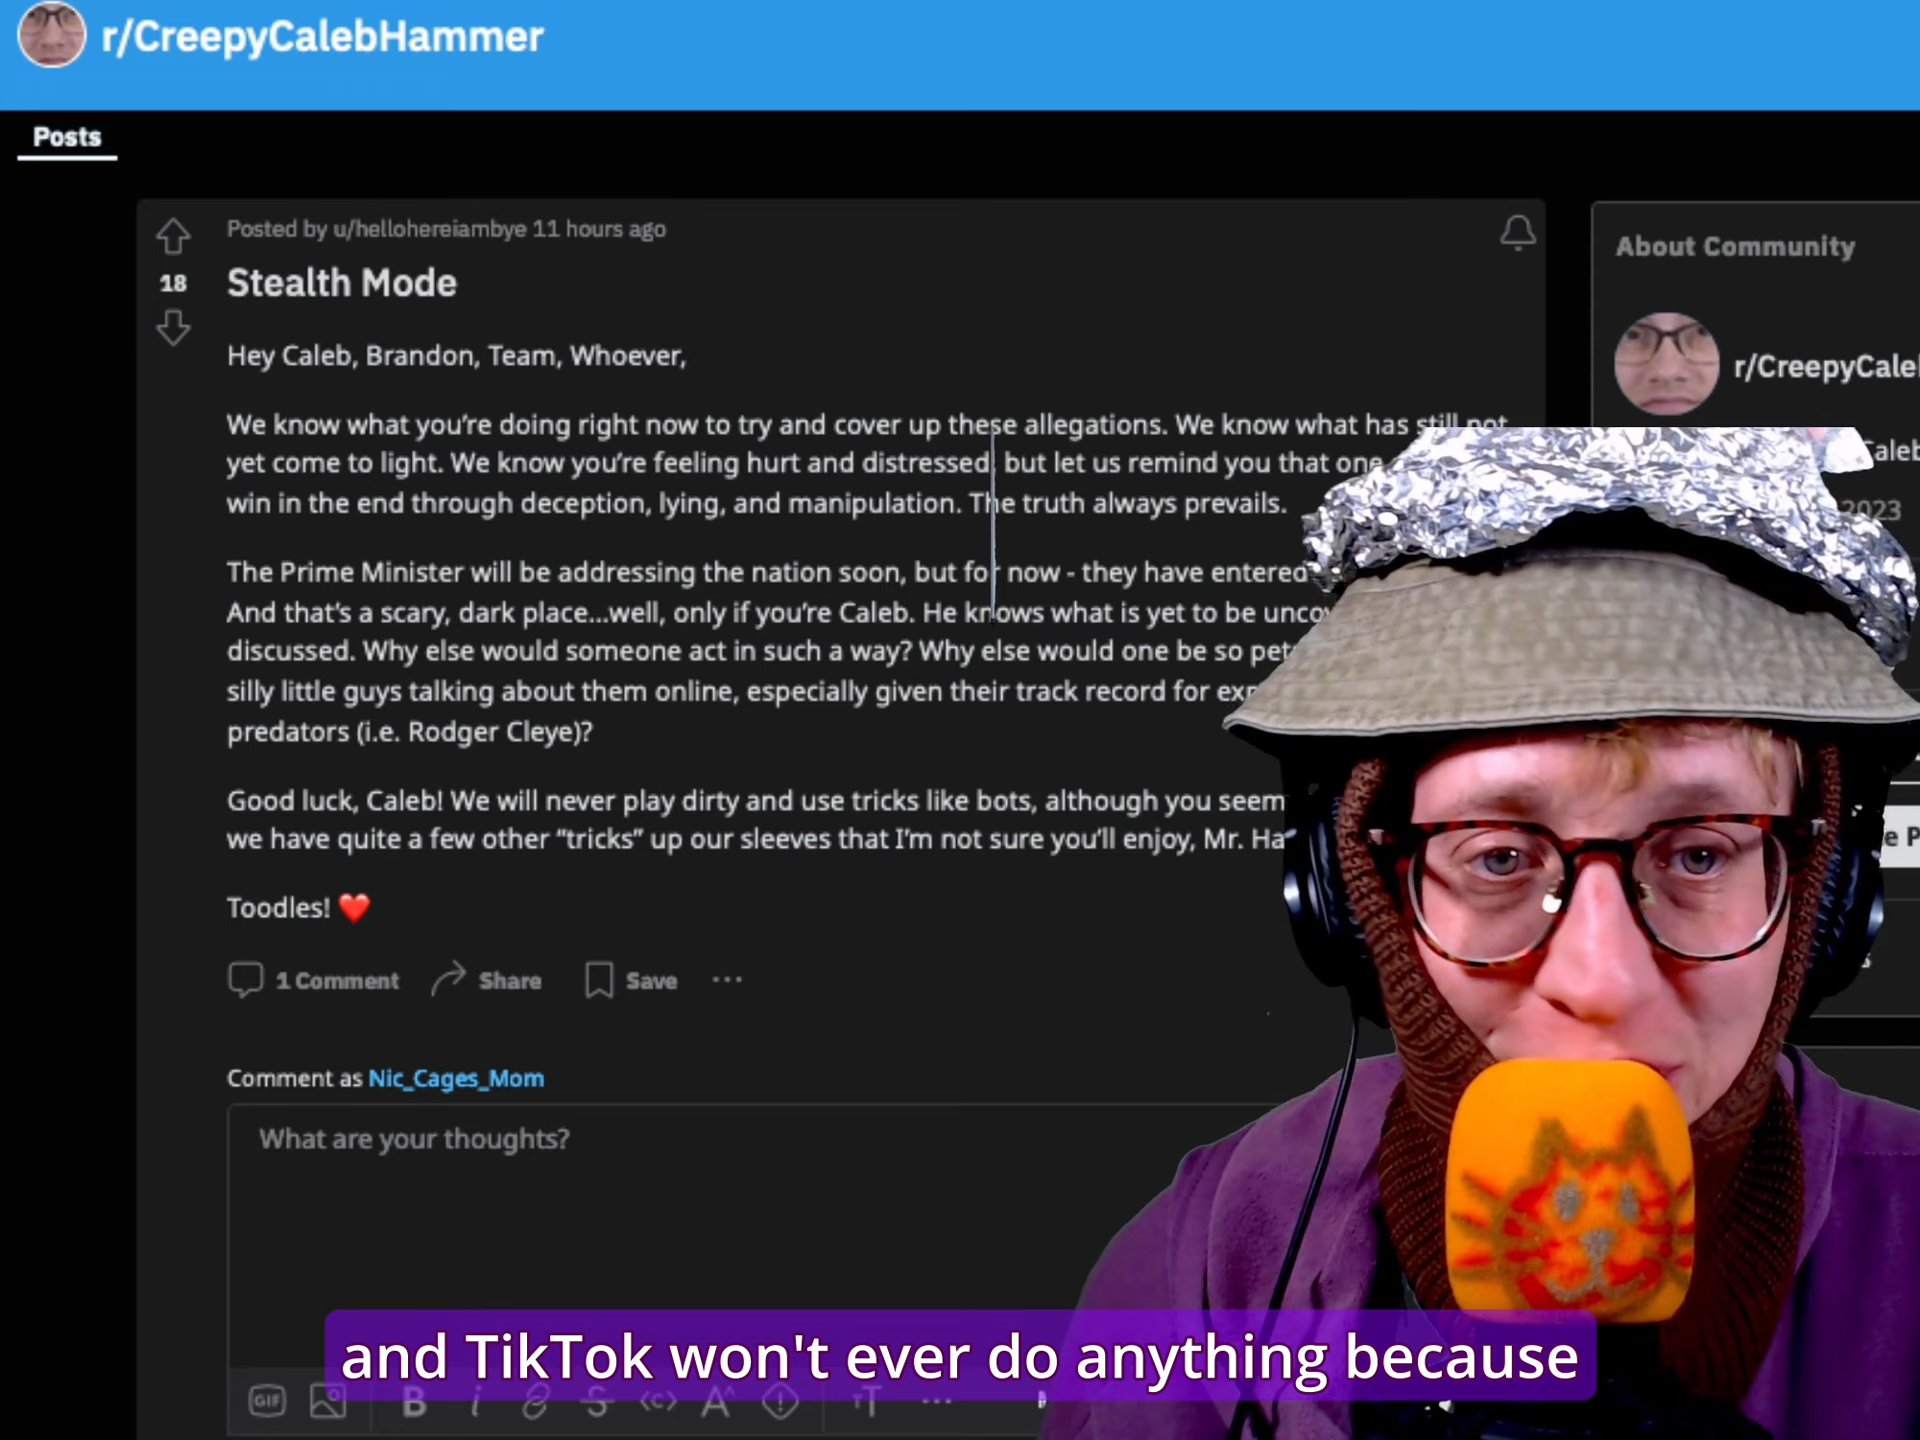 r/CreepyCalebHammer
Posts
Posted by u/hellohereiambye 11 hours ago
18
Stealth Mode
Hey Caleb, Brandon, Team, Whoever,
We know what you’re doing right now to try and cover up these allegations. We know what has still not
yet come to light. We know you’re feeling hurt and distressed, but let us remind you that one
win in the end through deception, lying, and manipulation. The truth always prevails.
The Prime Minister will be addressing the nation soon, but for now - they have entered
And that’s a scary, dark place...well, only if you’re Caleb. He knows what is yet to be
discussed. Why else would someone act in such a way? Why else would one be so
silly little guys talking about them online, especially given their track record for
predators (i.e. Rodger Cleye)?
Good luck, Caleb! We will never play dirty and use tricks like bots, although you seem
we have quite a few other “tricks” up our sleeves that I’m not sure you’ll enjoy, Mr.
Toodles! ❤️
1 Comment Share Save ...
Comment as Nic_Cages_Mom
What are your thoughts?
GIF B i S <c> A T ...
About Community
r/CreepyCaleb
Caleb
2023
and TikTok won't ever do anything because